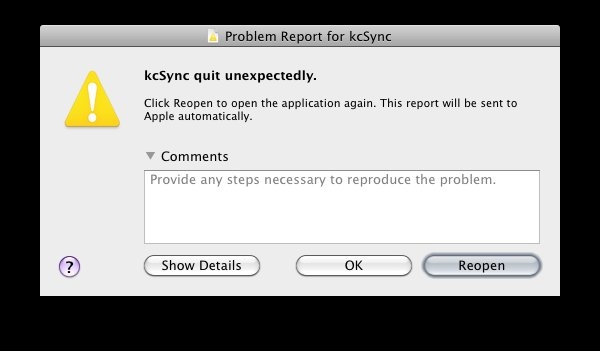 Problem Report for kcSync
kcSync quit unexpectedly.
Click Reopen to open the application again. This report will be sent to
Apple automatically.
Comments
Provide any steps necessary to reproduce the problem.
?
Show Details
OK
Reopen